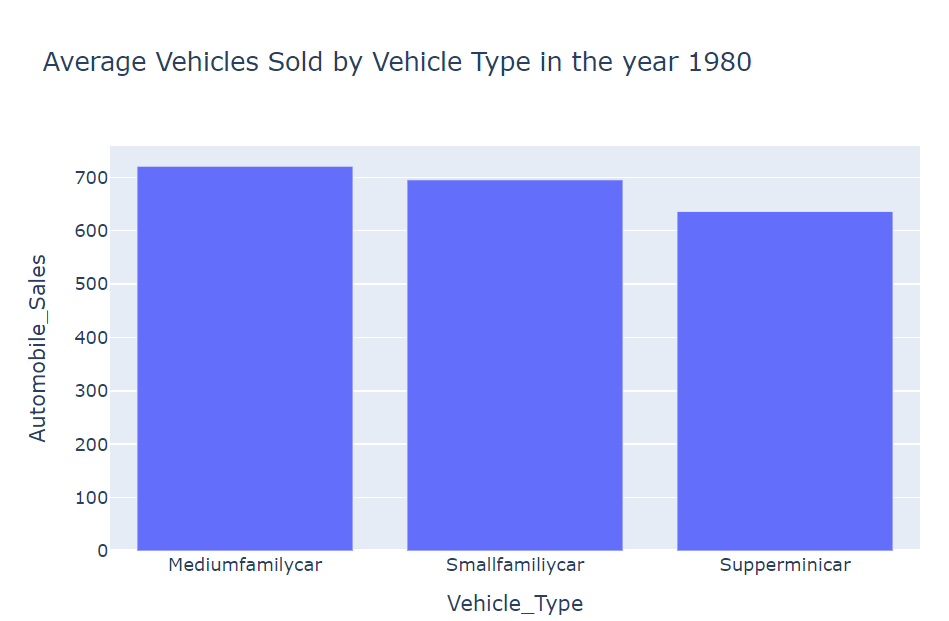 Average Vehicles Sold by Vehicle Type in the year 1980
Automobile_Sales
700
600
500
400
300
200
100
0
Mediumfamilycar
Smallfamiliycar
Supperminicar
Vehicle_Type